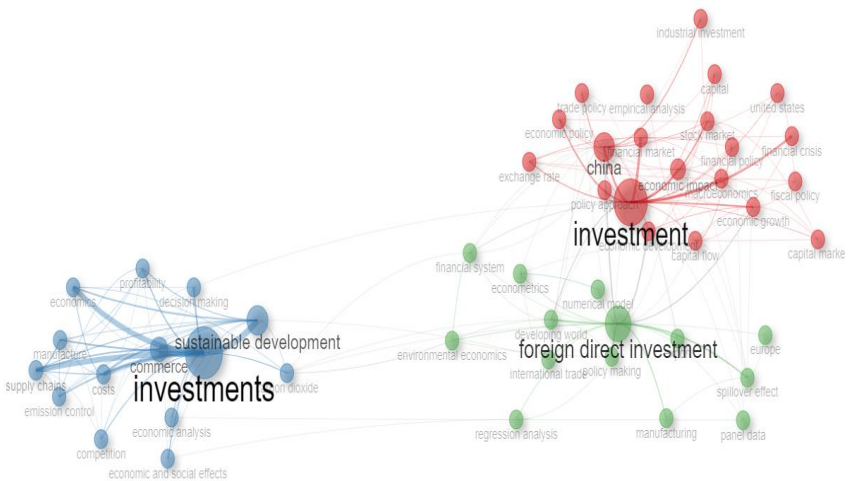 industrial investment
capital
trade policy
empirical analysis
united states
economic policy
stock market
financial market
financial crisis
china
financial policy
exchange rate
economic impact
macroeconomics
fiscal policy
policy approach
economic growth
investment
economic development
capital flow
capital marke
financial system
econometrics
numerical model
developing world
environmental economics
foreign direct investment
europe
international trade
policy making
spillover effect
regression analysis
manufacturing
panel data
profitability
economics
decision making
sustainable development
manufacture
commerce
supply chains
costs
on dioxide
investments
emission control
economic analysis
competition
economic and social effects